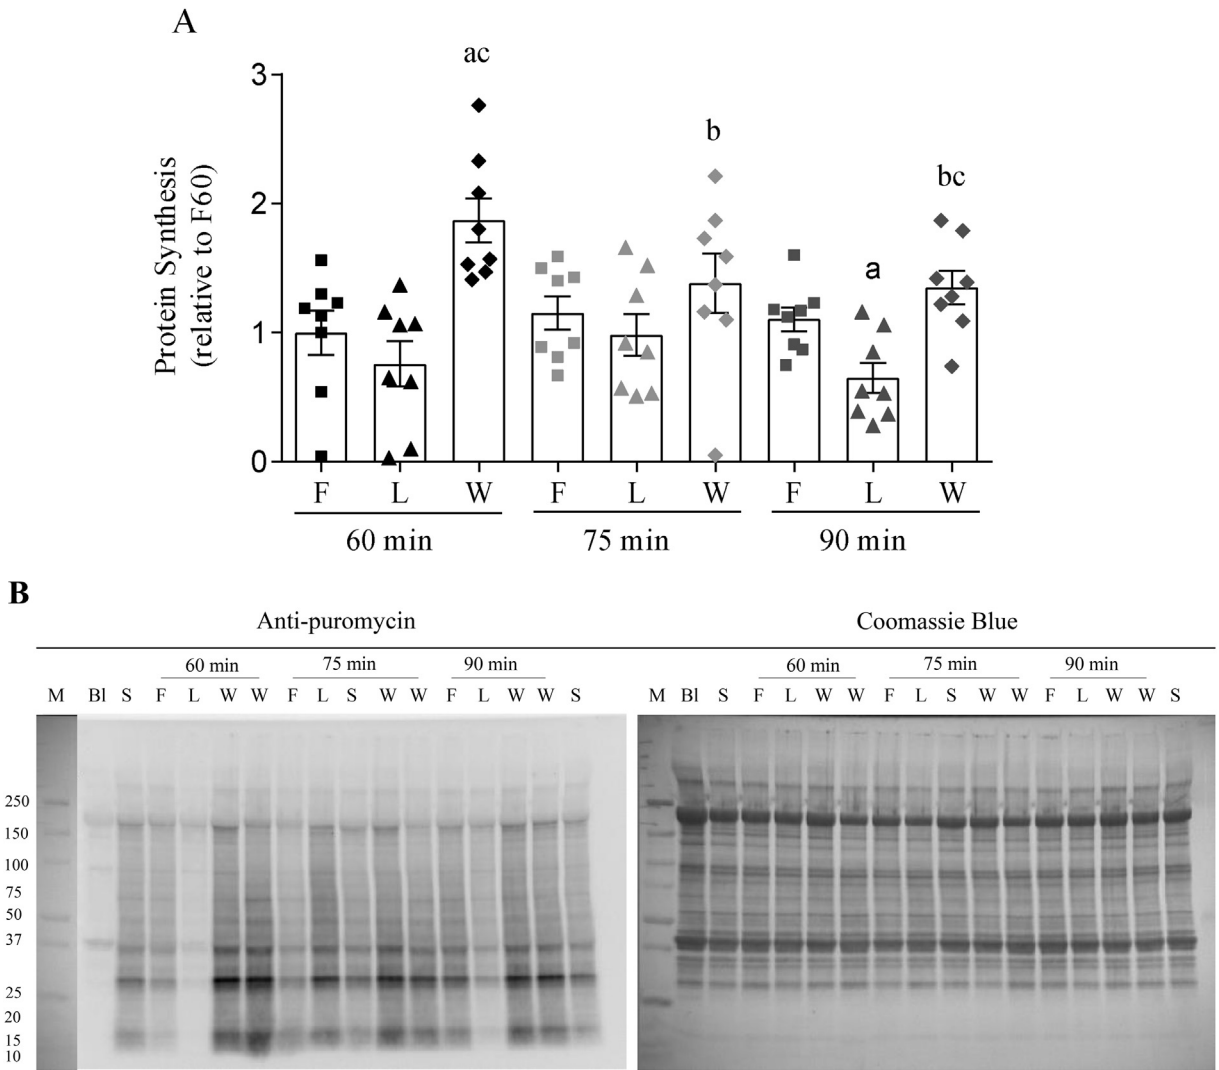 A
ac
3
b
bc
2
Protein Synthesis
(relative to F60)
a
1
0
F L W F L W F L W
60 min 75 min 90 min
B
Anti-puromycin Coomassie Blue
60 min 75 min 90 min 60 min 75 min 90 min
M Bl S F L W W F L S W W F L W W S M Bl S F L W W F L S W W F L W W S
250
150
100
75
50
37
25
20
15
10